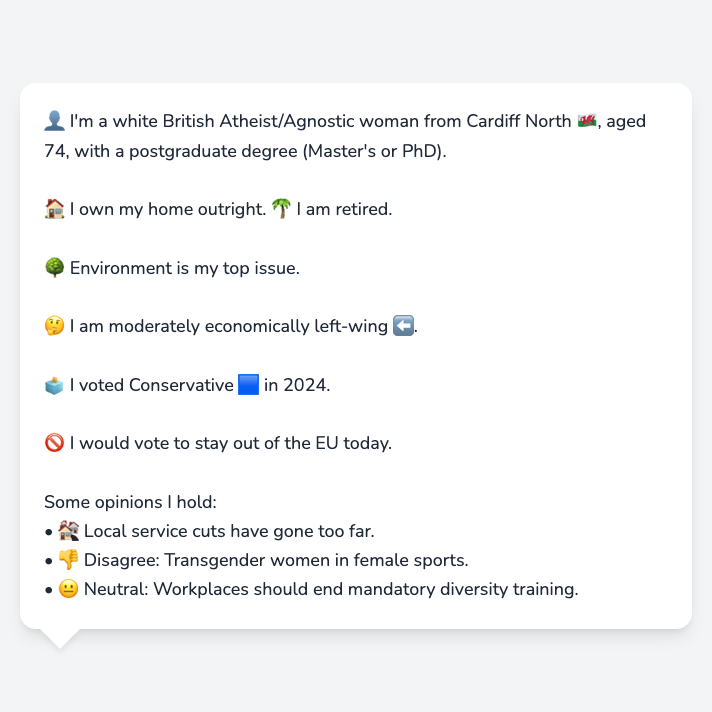 👤 I'm a white British Atheist/Agnostic woman from Cardiff North 🏴󠁧󠁢󠁷󠁬󠁳󠁿, aged
74, with a postgraduate degree (Master's or PhD).
🏠 I own my home outright. 🌴 I am retired.
🌳 Environment is my top issue.
🤔 I am moderately economically left-wing ⬅️.
🗳️ I voted Conservative 🟦 in 2024.
🚫 I would vote to stay out of the EU today.
Some opinions I hold:
• 🏚️ Local service cuts have gone too far.
• 👎 Disagree: Transgender women in female sports.
• 😐 Neutral: Workplaces should end mandatory diversity training.